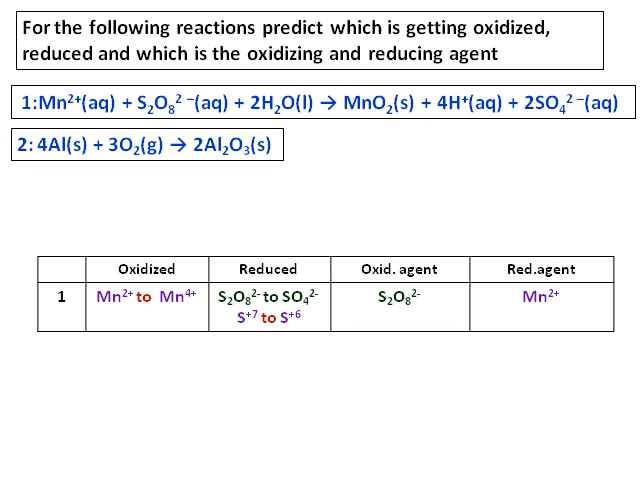 For the following reactions predict which is getting oxidized,
reduced and which is the oxidizing and reducing agent
1:Mn²⁺(aq) + S₂O₈² ⁻(aq) + 2H₂O(l) → MnO₂(s) + 4H⁺(aq) + 2SO₄² ⁻(aq)
2: 4Al(s) + 3O₂(g) → 2Al₂O₃(s)
Oxidized Reduced Oxid. agent Red.agent
1 Mn²⁺ to Mn⁴⁺ S₂O₈²⁻ to SO₄²⁻ S₂O₈²⁻ Mn²⁺
S⁺⁷ to S⁺⁶